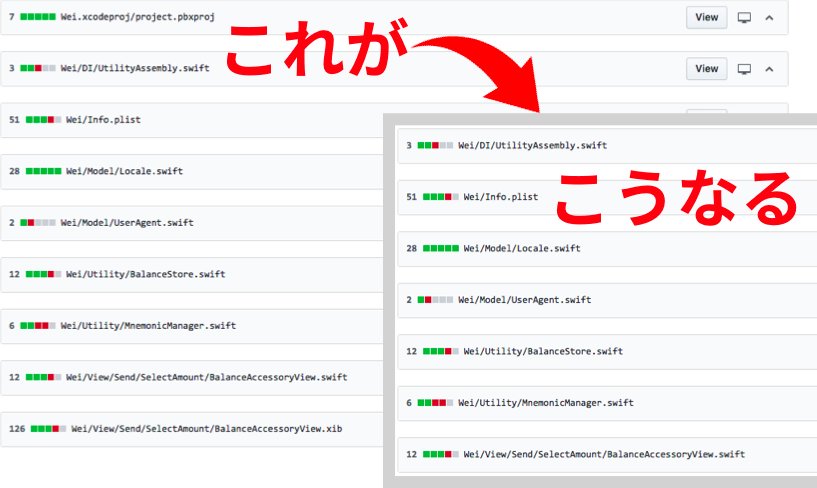 7 Wei.xcodeproj/project.pbxproj View
これが
3 Wei/DI/UtilityAssembly.swift View
51 Wei/Info.plist
28 Wei/Model/Locale.swift
2 Wei/Model/UserAgent.swift
12 Wei/Utility/BalanceStore.swift
6 Wei/Utility/MnemonicManager.swift
12 Wei/View/Send/SelectAmount/BalanceAccessoryView.swift
126 Wei/View/Send/SelectAmount/BalanceAccessoryView.xib
3 Wei/DI/UtilityAssembly.swift
こうなる
51 Wei/Info.plist
28 Wei/Model/Locale.swift
2 Wei/Model/UserAgent.swift
12 Wei/Utility/BalanceStore.swift
6 Wei/Utility/MnemonicManager.swift
12 Wei/View/Send/SelectAmount/BalanceAccessoryView.swift